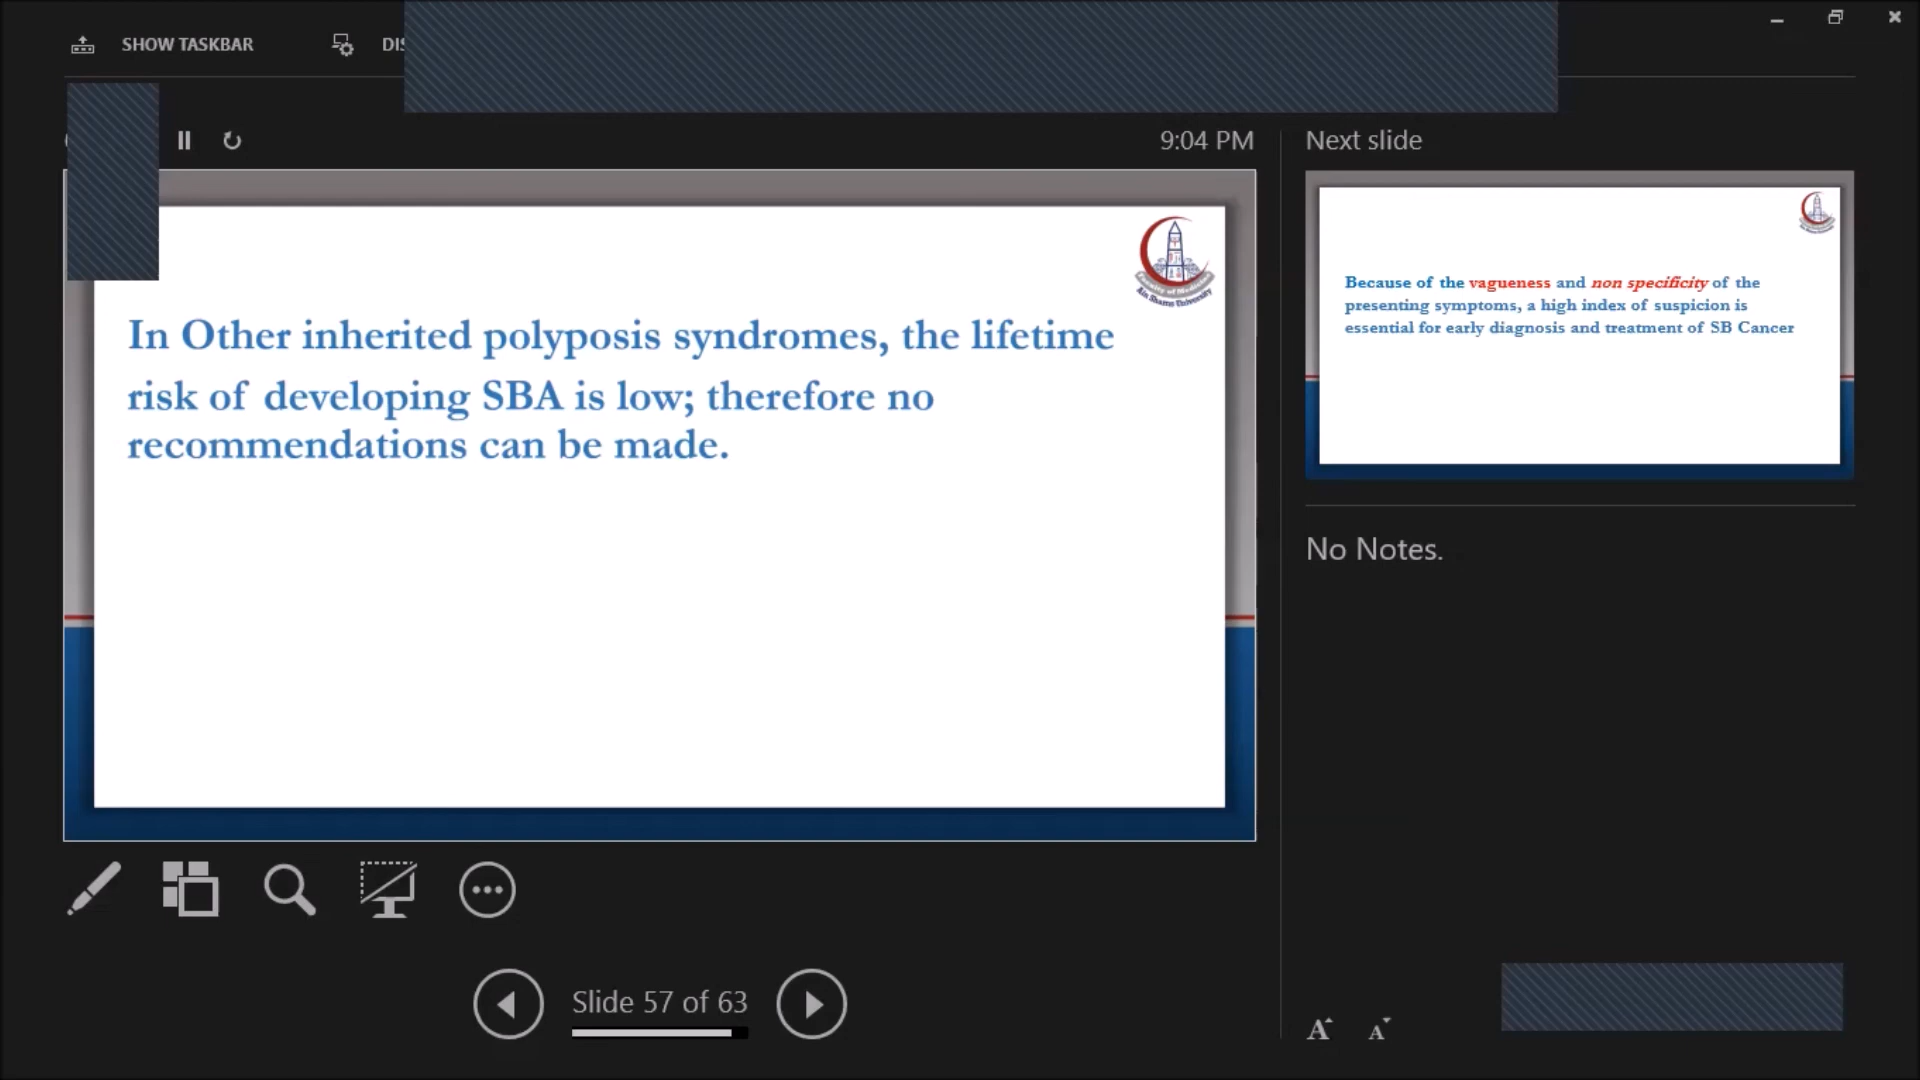 SHOW TASKBAR
9:04 PM
Next slide
In Other inherited polyposis syndromes, the lifetime
risk of developing SBA is low; therefore no
recommendations can be made.
Ain Shams University
Because of the vagueness and non specificity of the
presenting symptoms, a high index of suspicion is
essential for early diagnosis and treatment of SB Cancer
No Notes.
Slide 57 of 63
A A